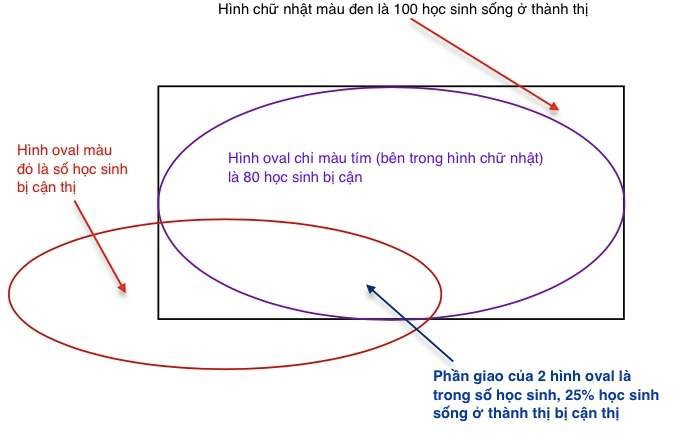 Hình chữ nhật màu đen là 100 học sinh sống ở thành thị
Hình oval màu
đỏ là số học sinh
bị cận thị
Hình oval chỉ màu tím (bên trong hình chữ nhật)
là 80 học sinh bị cận
Phần giao của 2 hình oval là
trong số học sinh, 25% học sinh
sống ở thành thị bị cận thị